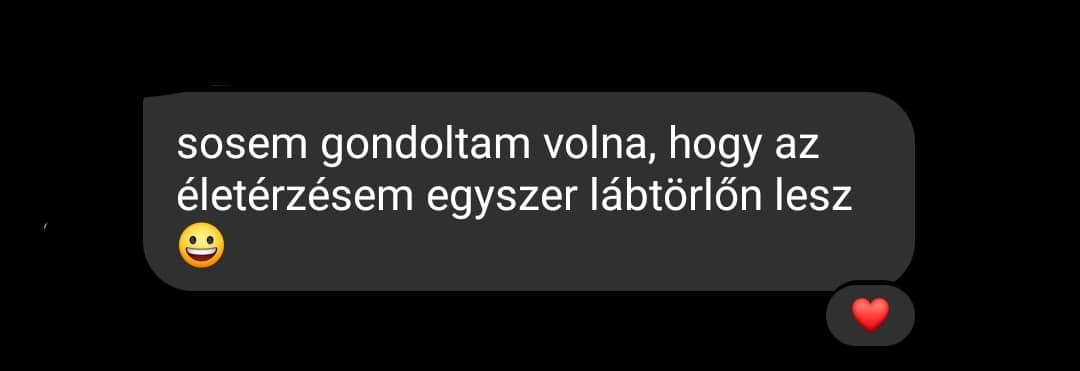 sosem gondoltam volna, hogy az
életérzésem egyszer lábtörlőn lesz
😀
❤️